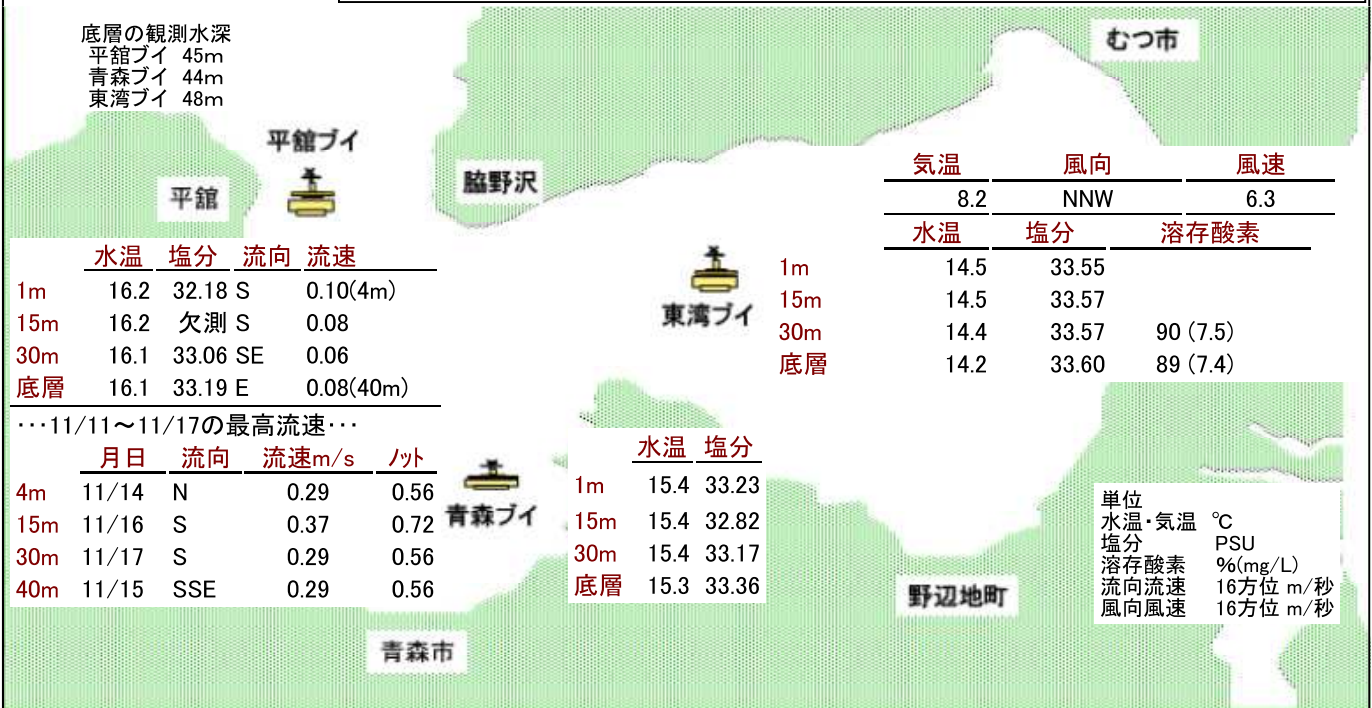 底層の観測水深
平舘ブイ 45m
青森ブイ 44m
東湾ブイ 48m
むつ市
平舘ブイ
平舘
脇野沢
気温 風向 風速
8.2 NNW 6.3
水温 塩分 溶存酸素
1m 14.5 33.55
15m 14.5 33.57
30m 14.4 33.57 90 (7.5)
底層 14.2 33.60 89 (7.4)
東湾ブイ
水温 塩分 流向 流速
1m 16.2 32.18 S 0.10(4m)
15m 16.2 欠測 S 0.08
30m 16.1 33.06 SE 0.06
底層 16.1 33.19 E 0.08(40m)
･･･11/11～11/17の最高流速･･･
月日 流向 流速m/s ﾉｯﾄ
4m 11/14 N 0.29 0.56
15m 11/16 S 0.37 0.72
30m 11/17 S 0.29 0.56
40m 11/15 SSE 0.29 0.56
青森ブイ
水温 塩分
1m 15.4 33.23
15m 15.4 32.82
30m 15.4 33.17
底層 15.3 33.36
単位
水温・気温 ℃
塩分 PSU
溶存酸素 %(mg/L)
流向流速 16方位 m/秒
風向風速 16方位 m/秒
野辺地町
青森市